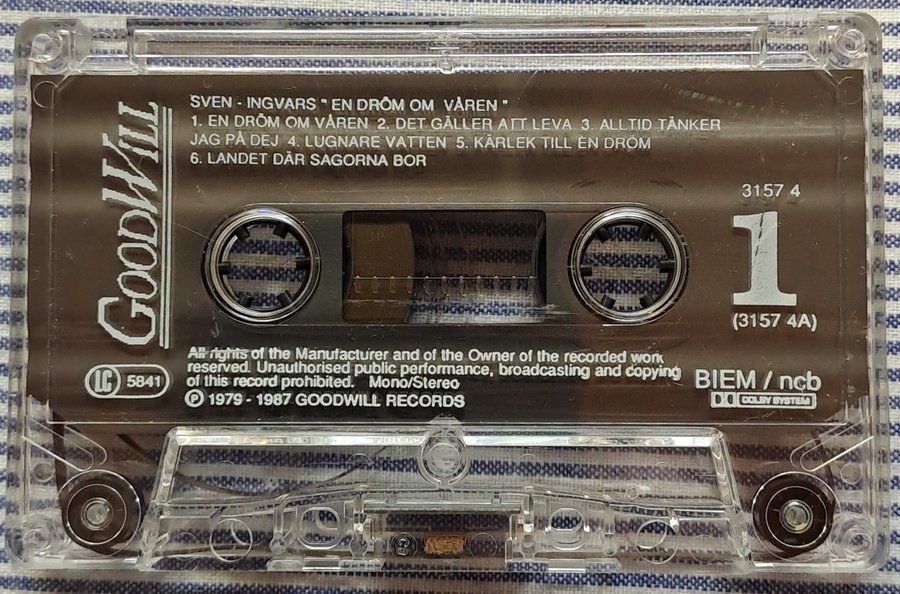 SVEN - INGVARS " EN DRÖM OM VÅREN "
1. EN DRÖM OM VÅREN 2. DET GÄLLER ATT LEVA 3. ALLTID TÄNKER
JAG PÅ DEJ 4. LUGNARE VATTEN 5. KÄRLEK TILL EN DRÖM
6. LANDET DÄR SAGORNA BOR
GOODWILL
3157 4
1
(3157 4A)
All rights of the Manufacturer and of the Owner of the recorded work
reserved. Unauthorised public performance, broadcasting and copying
of this record prohibited. Mono/Stereo
℗ 1979 - 1987 GOODWILL RECORDS
LC 5841
BIEM / ncb
DOLBY SYSTEM